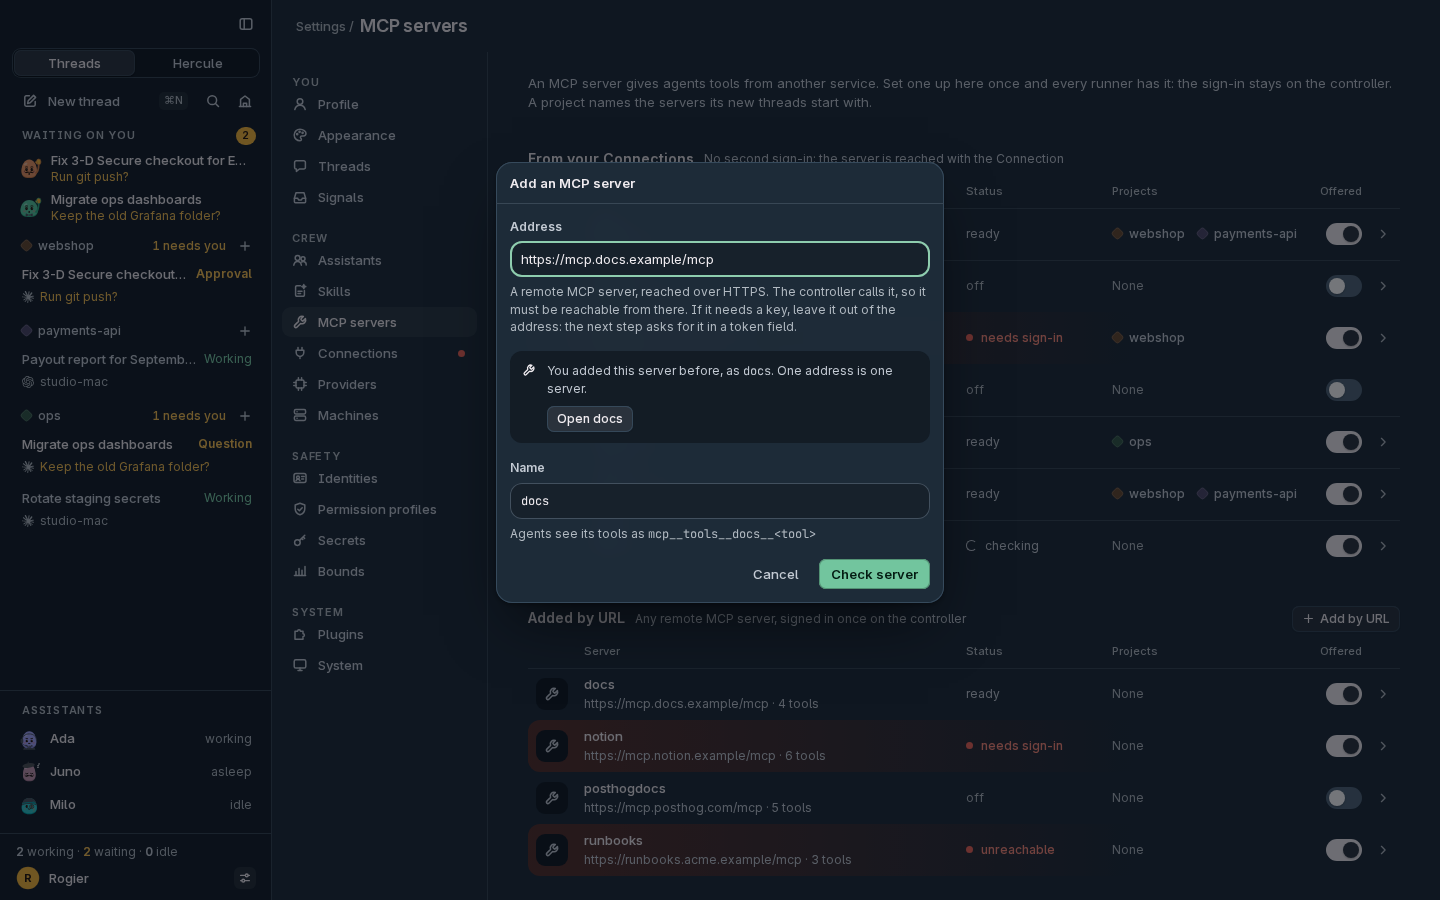 Settings / MCP servers
Threads
Hercule
New thread
⌘N
WAITING ON YOU
2
Fix 3-D Secure checkout for E…
Run git push?
Migrate ops dashboards
Keep the old Grafana folder?
webshop
1 needs you
Fix 3-D Secure checkout…
Approval
Run git push?
payments-api
Payout report for Septemb…
Working
studio-mac
ops
1 needs you
Migrate ops dashboards
Question
Keep the old Grafana folder?
Rotate staging secrets
Working
studio-mac
ASSISTANTS
Ada
working
Juno
asleep
Milo
idle
2 working · 2 waiting · 0 idle
R
Rogier
YOU
Profile
Appearance
Threads
Signals
CREW
Assistants
Skills
MCP servers
Connections
Providers
Machines
SAFETY
Identities
Permission profiles
Secrets
Bounds
SYSTEM
Plugins
System
An MCP server gives agents tools from another service. Set one up here once and every runner has it: the sign-in stays on the controller.
A project names the servers its new threads start with.
From your Connections
No second sign-in: the server is reached with the Connection
Status
Projects
Offered
ready
webshop
payments-api
off
None
needs sign-in
webshop
off
None
ready
ops
ready
webshop
payments-api
checking
None
Add an MCP server
Address
https://mcp.docs.example/mcp
A remote MCP server, reached over HTTPS. The controller calls it, so it
must be reachable from there. If it needs a key, leave it out of the
address: the next step asks for it in a token field.
You added this server before, as docs. One address is one
server.
Open docs
Name
docs
Agents see its tools as mcp__tools__docs__<tool>
Cancel
Check server
Added by URL
Any remote MCP server, signed in once on the controller
Add by URL
Server
Status
Projects
Offered
docs
https://mcp.docs.example/mcp · 4 tools
ready
None
notion
https://mcp.notion.example/mcp · 6 tools
needs sign-in
None
posthogdocs
https://mcp.posthog.com/mcp · 5 tools
off
None
runbooks
https://runbooks.acme.example/mcp · 3 tools
unreachable
None